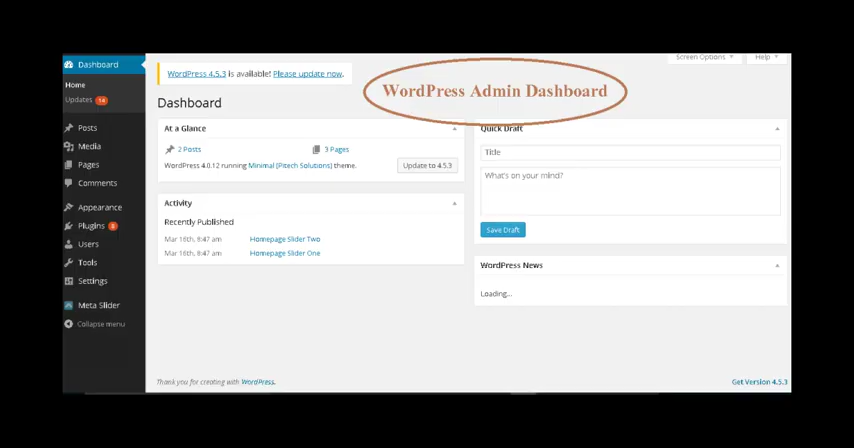 Dashboard
Home
Updates 14
Posts
Media
Pages
Comments
Appearance
Plugins 8
Users
Tools
Settings
Meta Slider
Collapse menu
Screen Options
Help
WordPress 4.5.3 is available! Please update now.
WordPress Admin Dashboard
Dashboard
At a Glance
2 Posts
3 Pages
WordPress 4.0.12 running Minimal [Pitech Solutions] theme.
Update to 4.5.3
Activity
Recently Published
Mar 16th, 9:47 am Homepage Slider Two
Mar 16th, 9:47 am Homepage Slider One
Quick Draft
Title
What's on your mind?
Save Draft
WordPress News
Loading...
Thank you for creating with WordPress.
Get Version 4.5.3